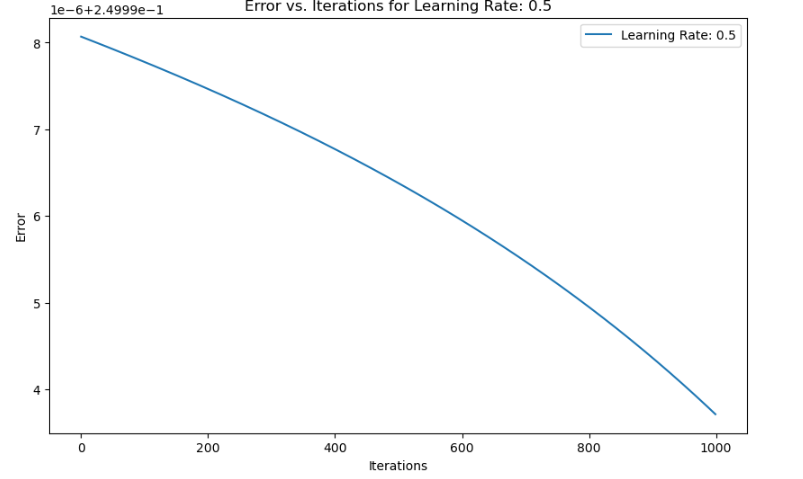 1e−6+2.4999e−1
Error vs. Iterations for Learning Rate: 0.5
Learning Rate: 0.5
8
7
6
5
4
Error
0 200 400 600 800 1000
Iterations